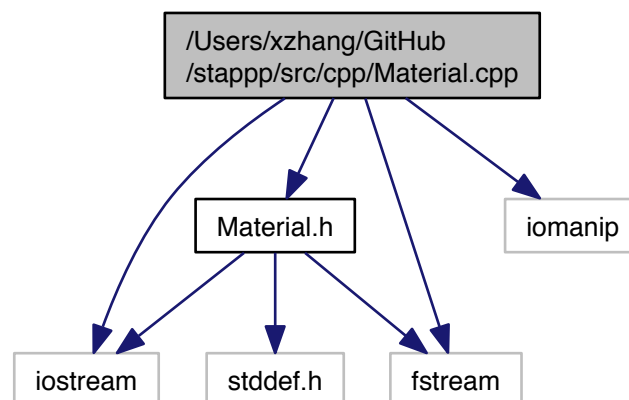 /Users/xzhang/GitHub
/stappp/src/cpp/Material.cpp
Material.h
iomanip
iostream
stddef.h
fstream